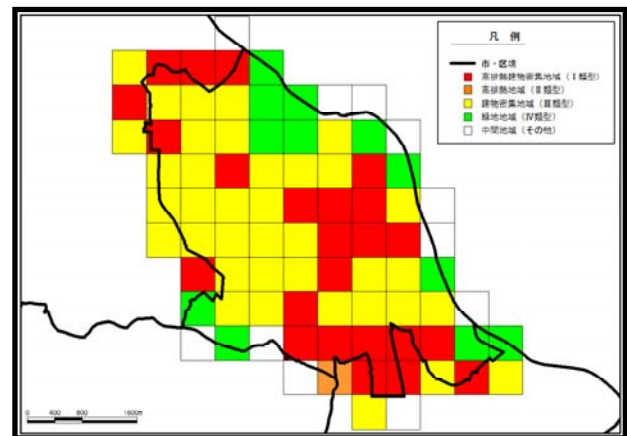 凡 例
市・区境
高排熱建物密集地域(Ⅰ類型)
高排熱地域(Ⅱ類型)
建物密集地域(Ⅲ類型)
緑地地域(Ⅳ類型)
中間地域(その他)
0 400 800 1600m